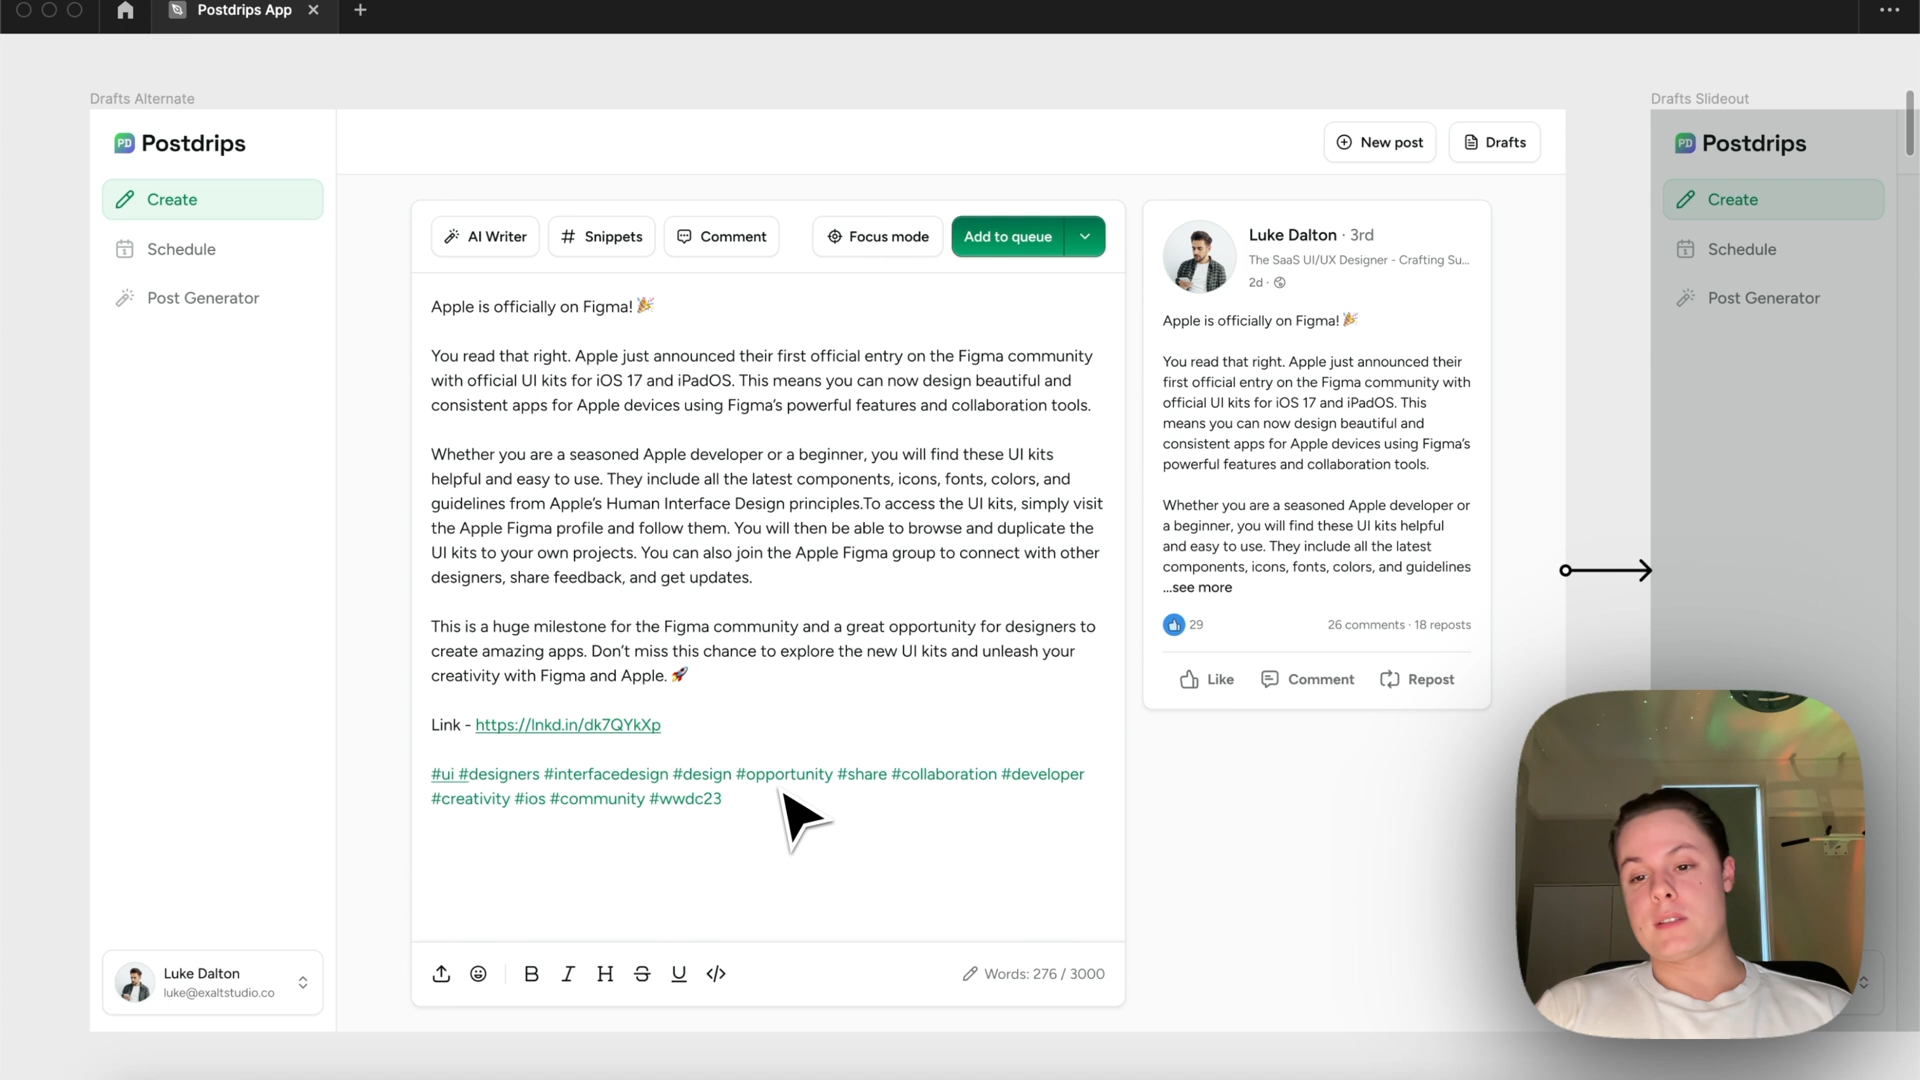 Postdrips App
Drafts Alternate
Drafts Slideout
PD Postdrips
Create
Schedule
Post Generator
New post
Drafts
AI Writer
# Snippets
Comment
Focus mode
Add to queue
Apple is officially on Figma! 🎉
You read that right. Apple just announced their first official entry on the Figma community
with official UI kits for iOS 17 and iPadOS. This means you can now design beautiful and
consistent apps for Apple devices using Figma’s powerful features and collaboration tools.
Whether you are a seasoned Apple developer or a beginner, you will find these UI kits
helpful and easy to use. They include all the latest components, icons, fonts, colors, and
guidelines from Apple’s Human Interface Design principles.To access the UI kits, simply visit
the Apple Figma profile and follow them. You will then be able to browse and duplicate the
UI kits to your own projects. You can also join the Apple Figma group to connect with other
designers, share feedback, and get updates.
This is a huge milestone for the Figma community and a great opportunity for designers to
create amazing apps. Don’t miss this chance to explore the new UI kits and unleash your
creativity with Figma and Apple. 🚀
Link - https://lnkd.in/dk7QYkXp
#ui #designers #interfacedesign #design #opportunity #share #collaboration #developer
#creativity #ios #community #wwdc23
B I H S U </>
Words: 276 / 3000
Luke Dalton · 3rd
The SaaS UI/UX Designer - Crafting Su...
2d ·
Apple is officially on Figma! 🎉
You read that right. Apple just announced their
first official entry on the Figma community with
official UI kits for iOS 17 and iPadOS. This
means you can now design beautiful and
consistent apps for Apple devices using Figma’s
powerful features and collaboration tools.
Whether you are a seasoned Apple developer or
a beginner, you will find these UI kits helpful
and easy to use. They include all the latest
components, icons, fonts, colors, and guidelines
...see more
29
26 comments · 18 reposts
Like
Comment
Repost
Luke Dalton
luke@exaltstudio.co
PD Postdrips
Create
Schedule
Post Generator